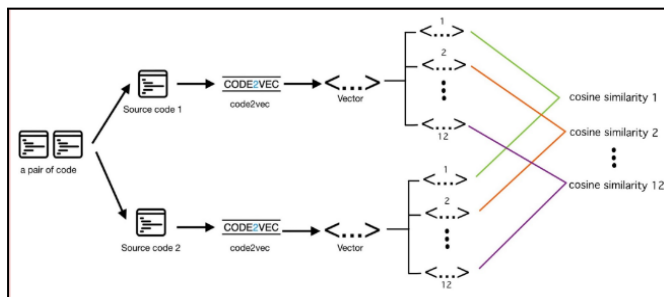 1
<...>
2
<...>
12
<...>
Source code 1
CODE2VEC
code2vec
<...>
Vector
a pair of code
Source code 2
CODE2VEC
code2vec
<...>
Vector
1
<...>
2
<...>
<...>
12
cosine similarity 1
cosine similarity 2
cosine similarity 12